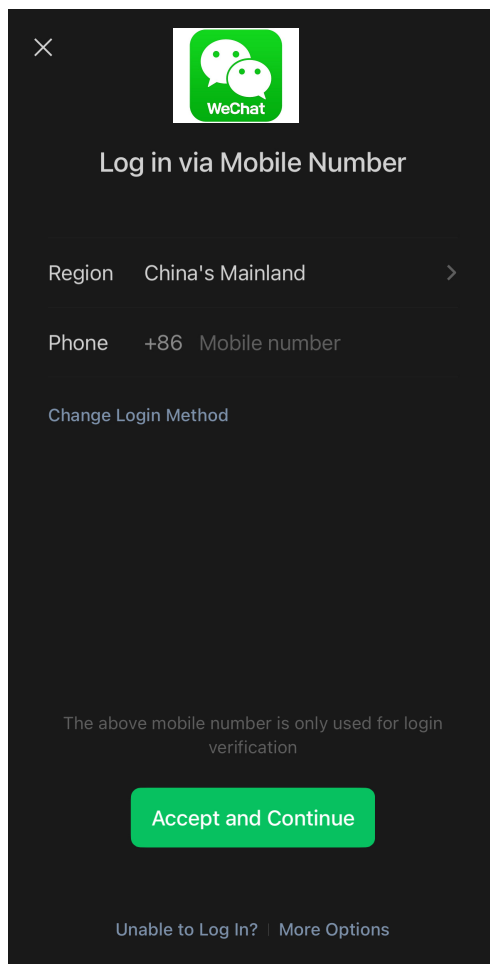 WeChat
Log in via Mobile Number
Region China's Mainland
Phone +86 Mobile number
Change Login Method
The above mobile number is only used for login
verification
Accept and Continue
Unable to Log In? | More Options